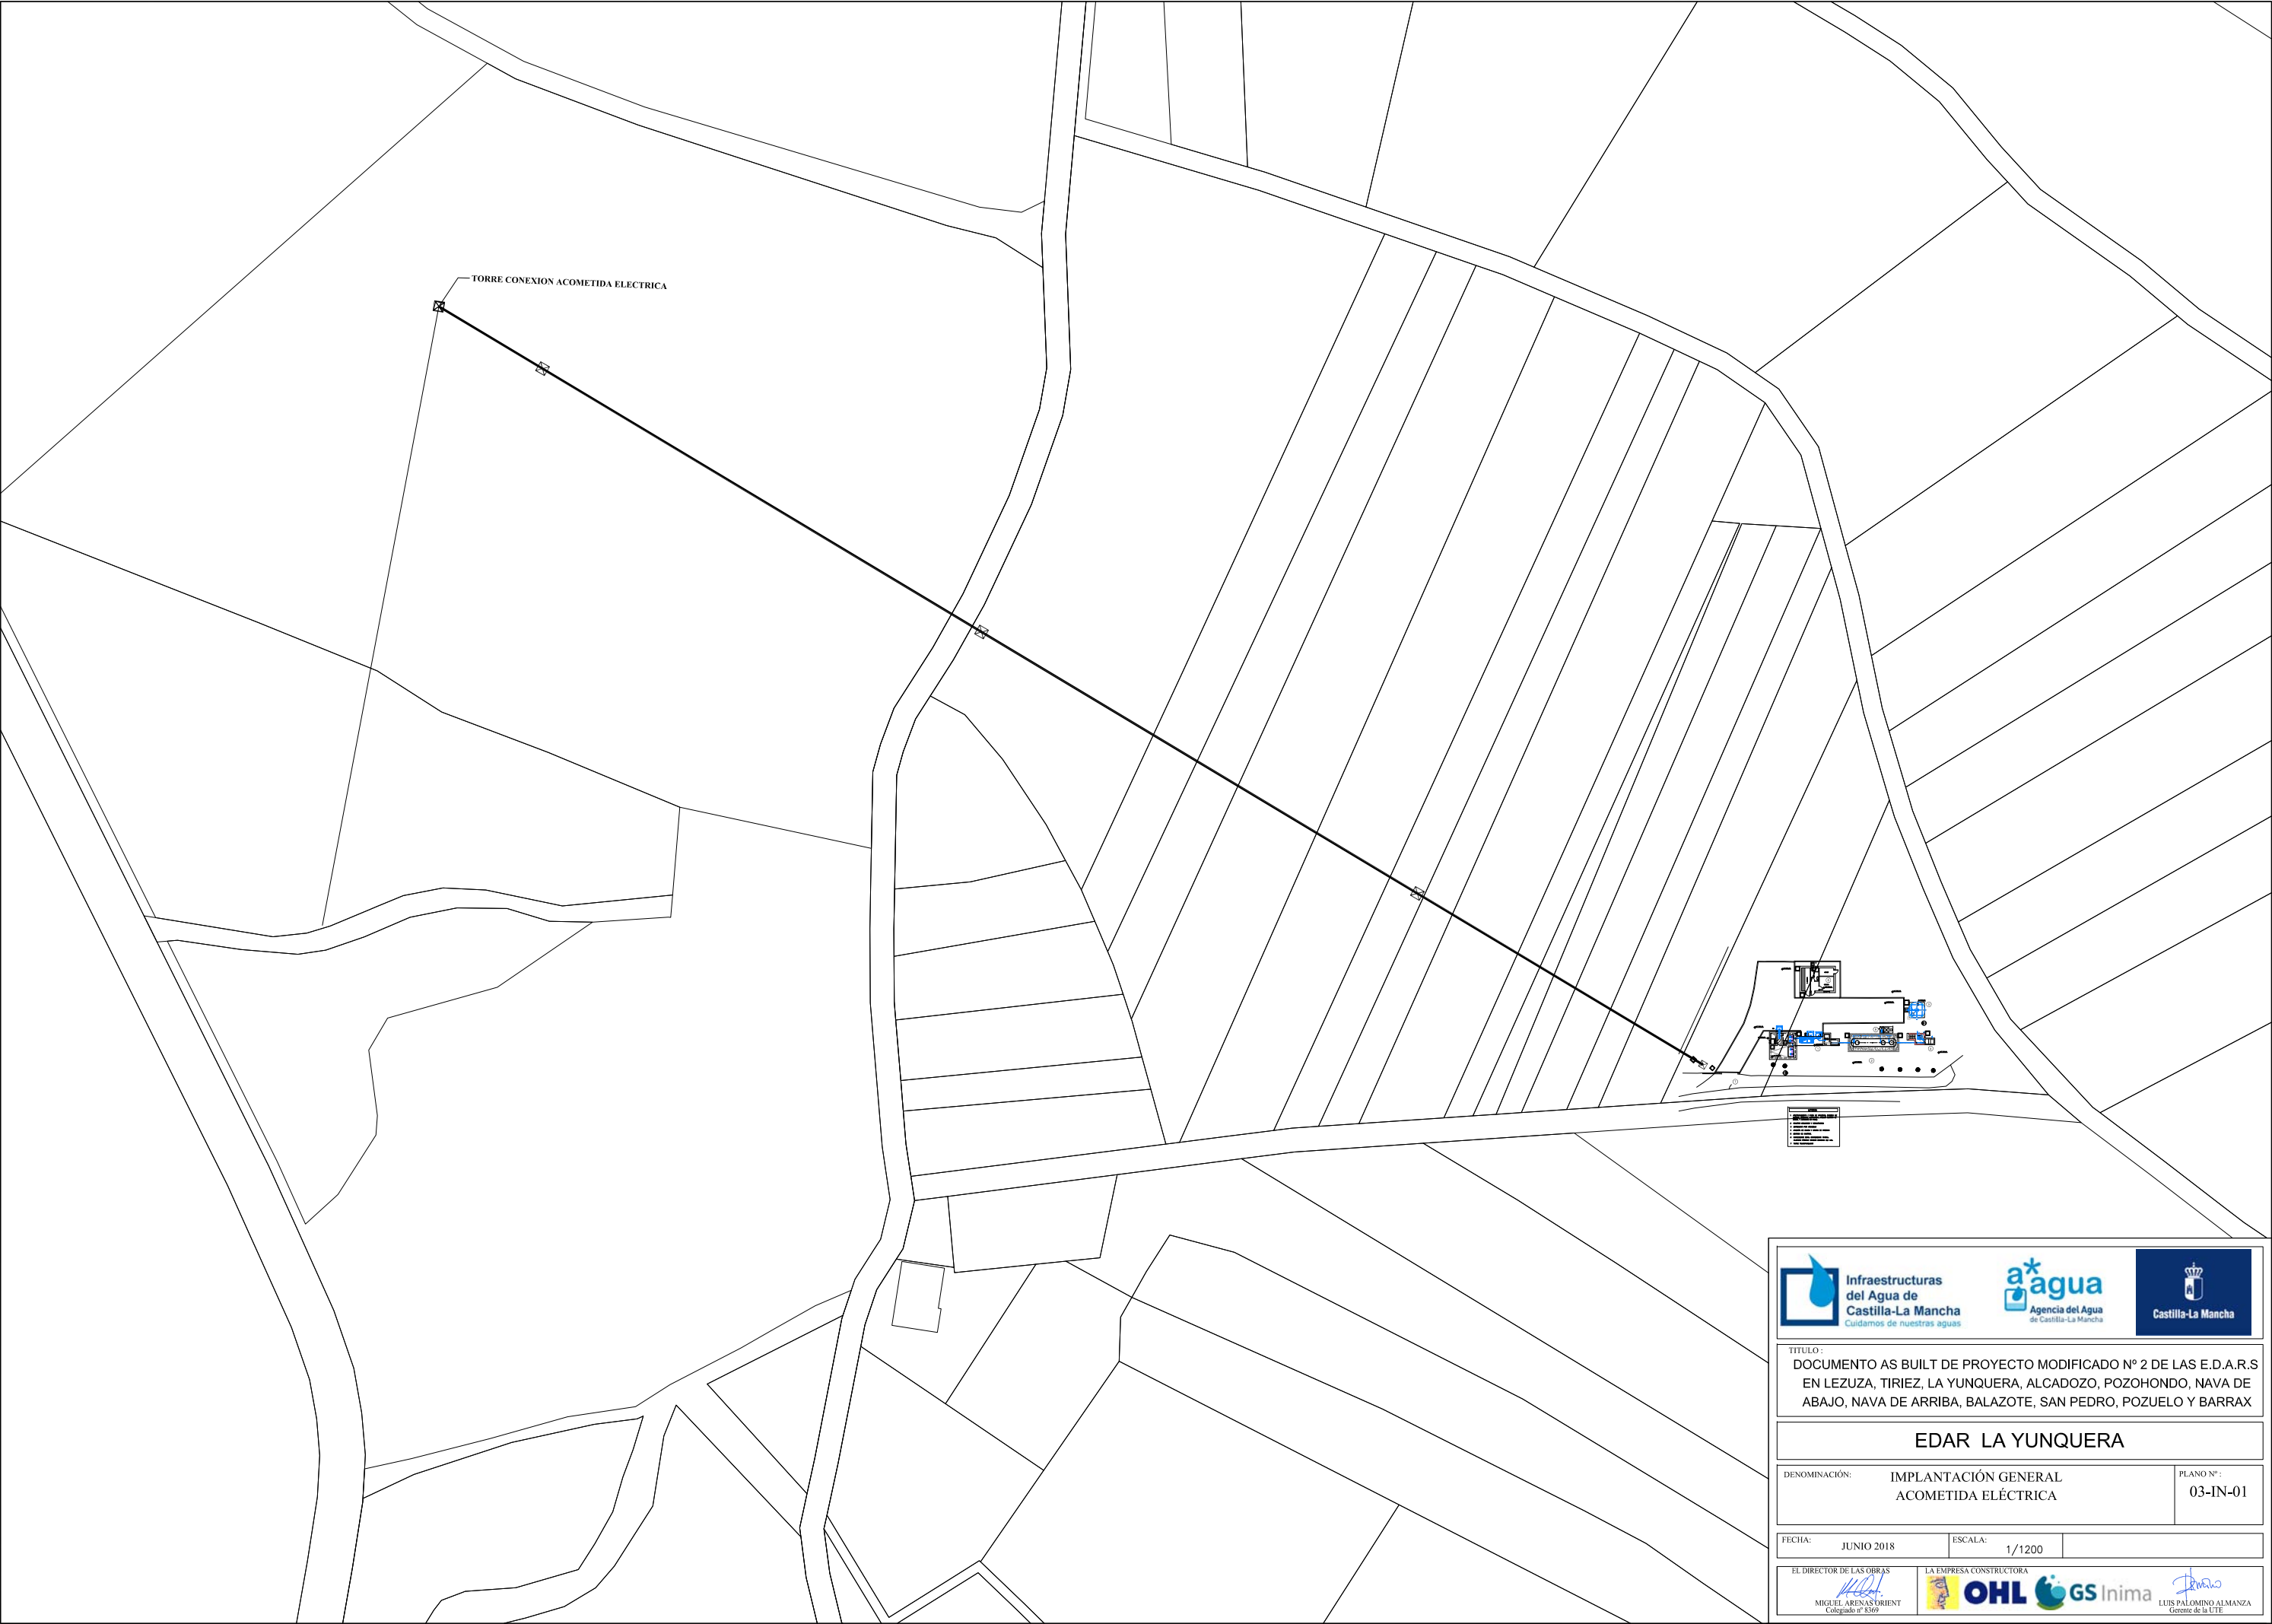 TORRE CONEXION ACOMETIDA ELECTRICA
Infraestructuras
del Agua de
Castilla-La Mancha
Cuidamos de nuestras aguas
a*
agua
Agencia del Agua
de Castilla-La Mancha
Castilla-La Mancha
TITULO :
DOCUMENTO AS BUILT DE PROYECTO MODIFICADO Nº 2 DE LAS E.D.A.R.S
EN LEZUZA, TIRIEZ, LA YUNQUERA, ALCADOZO, POZOHONDO, NAVA DE
ABAJO, NAVA DE ARRIBA, BALAZOTE, SAN PEDRO, POZUELO Y BARRAX
EDAR LA YUNQUERA
DENOMINACIÓN:
IMPLANTACIÓN GENERAL
ACOMETIDA ELÉCTRICA
PLANO Nº :
03-IN-01
FECHA:
JUNIO 2018
ESCALA:
1/1200
EL DIRECTOR DE LAS OBRAS
MIGUEL ARENAS ORIENT
Colegiado nº 8369
LA EMPRESA CONSTRUCTORA
OHL
GS Inima
LUIS PALOMINO ALMANZA
Gerente de la UTE